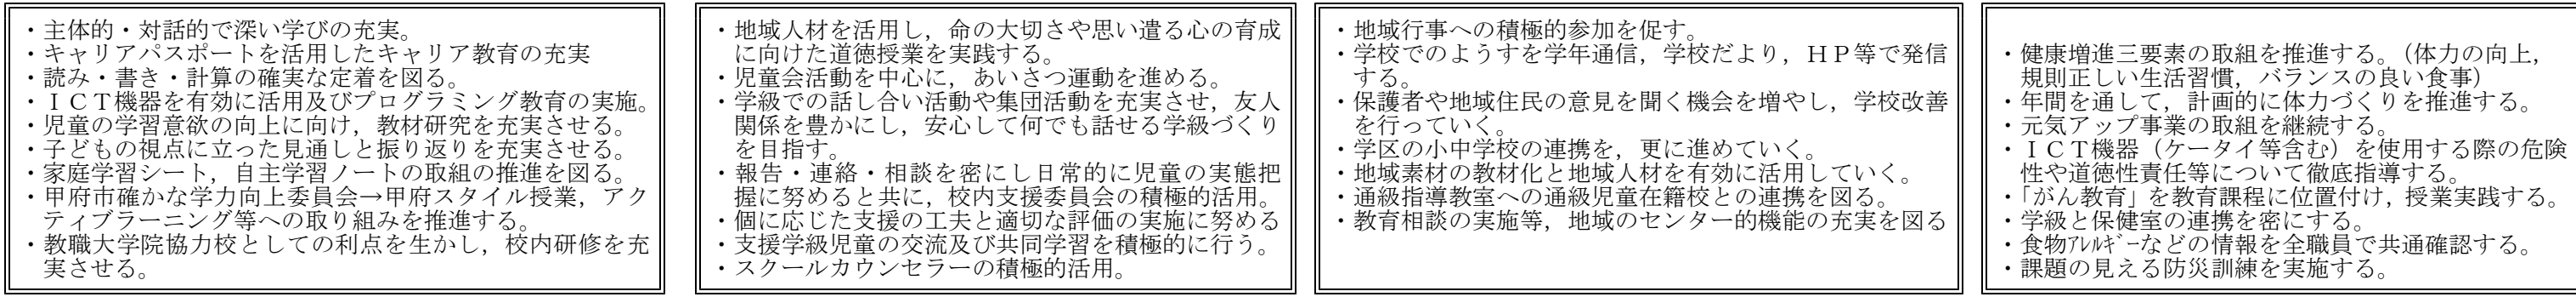 ・主体的・対話的で深い学びの充実。
・キャリアパスポートを活用したキャリア教育の充実
・読み・書き・計算の確実な定着を図る。
・ＩＣＴ機器を有効に活用及びプログラミング教育の実施。
・児童の学習意欲の向上に向け，教材研究を充実させる。
・子どもの視点に立った見通しと振り返りを充実させる。
・家庭学習シート，自主学習ノートの取組の推進を図る。
・甲府市確かな学力向上委員会→甲府スタイル授業，アク
ティブラーニング等への取り組みを推進する。
・教職大学院協力校としての利点を生かし，校内研修を充
実させる。
・地域人材を活用し，命の大切さや思い遣る心の育成
に向けた道徳授業を実践する。
・児童会活動を中心に，あいさつ運動を進める。
・学級での話し合い活動や集団活動を充実させ，友人
関係を豊かにし，安心して何でも話せる学級づくり
を目指す。
・報告・連絡・相談を密にし日常的に児童の実態把
握に努めると共に，校内支援委員会の積極的活用。
・個に応じた支援の工夫と適切な評価の実施に努める
・支援学級児童の交流及び共同学習を積極的に行う。
・スクールカウンセラーの積極的活用。
・地域行事への積極的参加を促す。
・学校でのようすを学年通信，学校だより，ＨＰ等で発信
する。
・保護者や地域住民の意見を聞く機会を増やし，学校改善
を行っていく。
・学区の小中学校の連携を，更に進めていく。
・地域素材の教材化と地域人材を有効に活用していく。
・通級指導教室への通級児童在籍校との連携を図る。
・教育相談の実施等，地域のセンター的機能の充実を図る
・健康増進三要素の取組を推進する。（体力の向上，
規則正しい生活習慣，バランスの良い食事）
・年間を通して，計画的に体力づくりを推進する。
・元気アップ事業の取組を継続する。
・ＩＣＴ機器（ケータイ等含む）を使用する際の危険
性や道徳性責任等について徹底指導する。
・「がん教育」を教育課程に位置付け，授業実践する。
・学級と保健室の連携を密にする。
・食物ｱﾚﾙｷﾞｰなどの情報を全職員で共通確認する。
・課題の見える防災訓練を実施する。